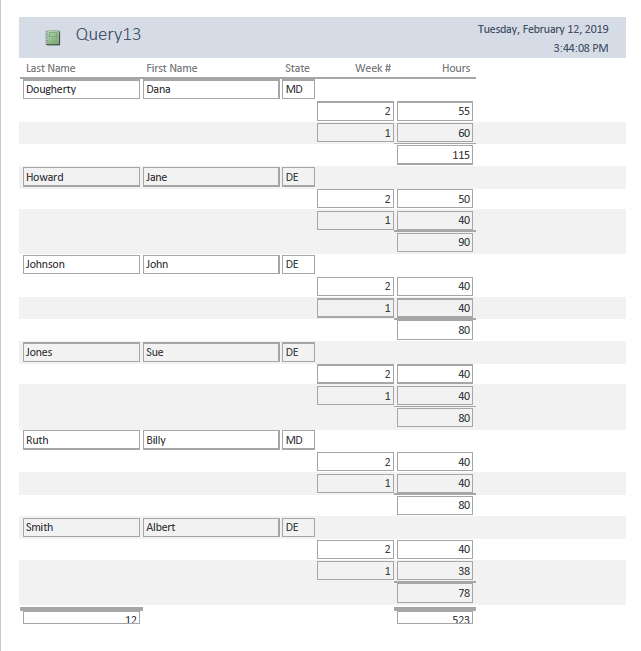 Query13
Tuesday, February 12, 2019
3:44:08 PM
Last Name First Name State Week # Hours
Dougherty Dana MD
2 55
1 60
115
Howard Jane DE
2 50
1 40
90
Johnson John DE
2 40
1 40
80
Jones Sue DE
2 40
1 40
80
Ruth Billy MD
2 40
1 40
80
Smith Albert DE
2 40
1 38
78
12 523